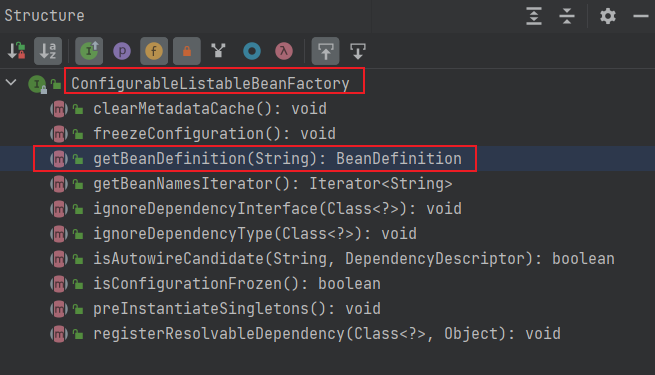 Structure
ConfigurableListableBeanFactory
clearMetadataCache(): void
freezeConfiguration(): void
getBeanDefinition(String): BeanDefinition
getBeanNamesIterator(): Iterator<String>
ignoreDependencyInterface(Class<?>): void
ignoreDependencyType(Class<?>): void
isAutowireCandidate(String, DependencyDescriptor): boolean
isConfigurationFrozen(): boolean
preInstantiateSingletons(): void
registerResolvableDependency(Class<?>, Object): void